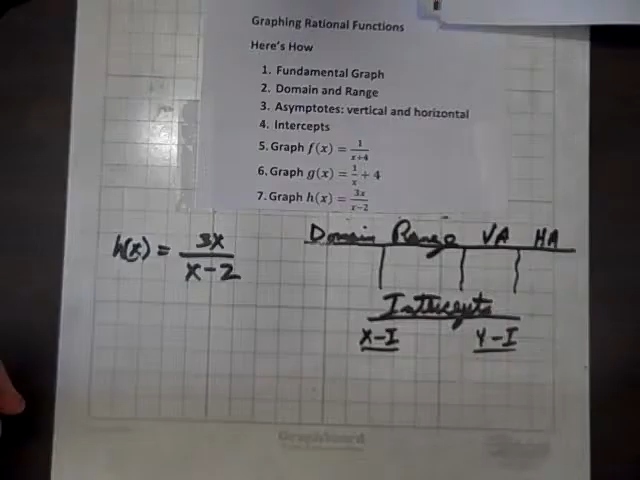 Graphing Rational Functions
Here's How
1. Fundamental Graph
2. Domain and Range
3. Asymptotes: vertical and horizontal
4. Intercepts
5. Graph f(x) = 1/(x+4)
6. Graph g(x) = 1/x + 4
7. Graph h(x) = 3x/(x−2)
h(x) = 3x/(x−2)
Domain Range VA HA
Intercepts
X-I Y-I